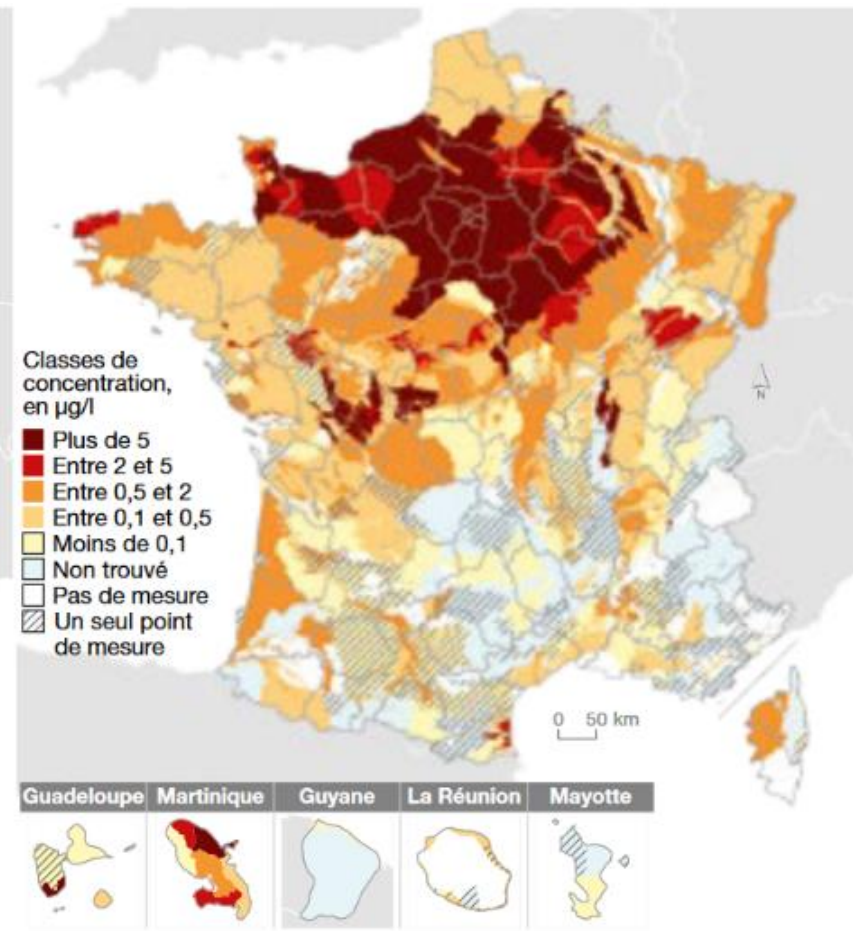 Classes de
concentration,
en µg/l
Plus de 5
Entre 2 et 5
Entre 0,5 et 2
Entre 0,1 et 0,5
Moins de 0,1
Non trouvé
Pas de mesure
Un seul point
de mesure
N
0 50 km
Guadeloupe Martinique Guyane La Réunion Mayotte